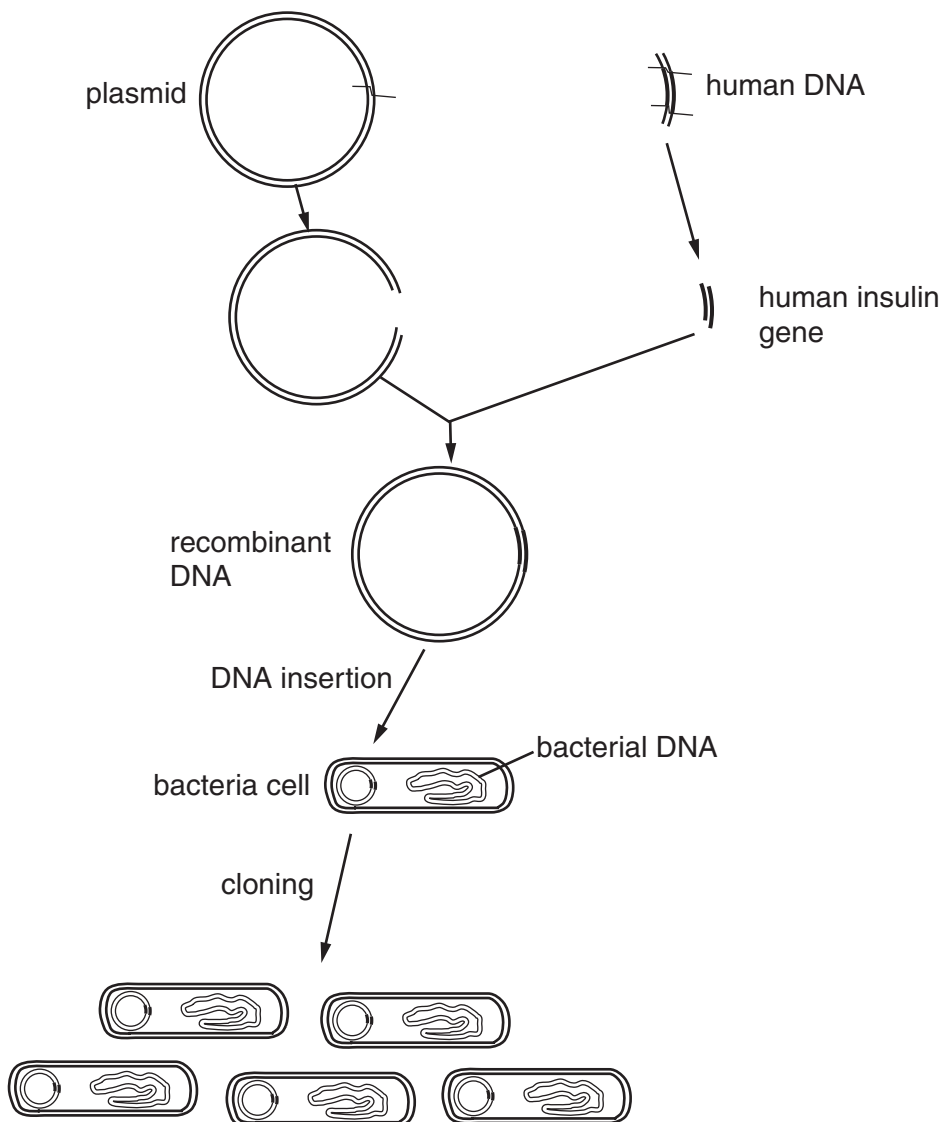 plasmid
human DNA
human insulin
gene
recombinant
DNA
DNA insertion
bacterial DNA
bacteria cell
cloning